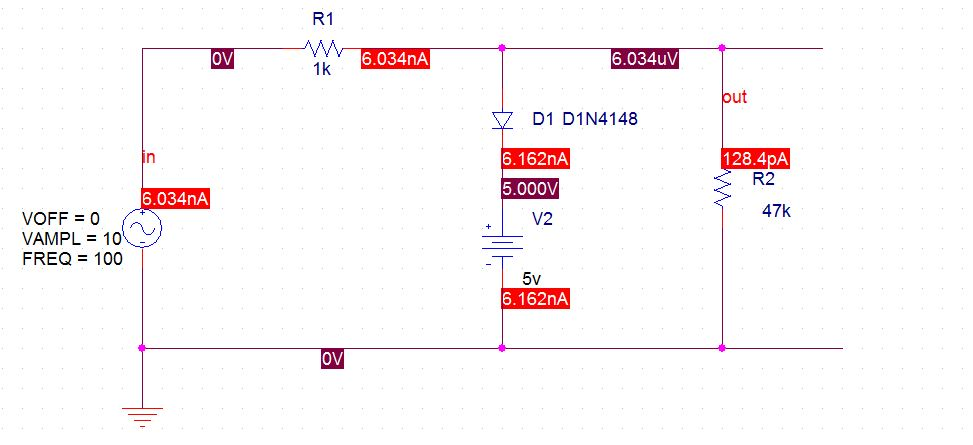 R1
0V
1k
6.034nA
6.034uV
out
D1 D1N4148
in
6.162nA
128.4pA
R2
6.034nA
5.000V
47k
VOFF = 0
VAMPL = 10
FREQ = 100
+
-
+
V2
-
5v
6.162nA
0V